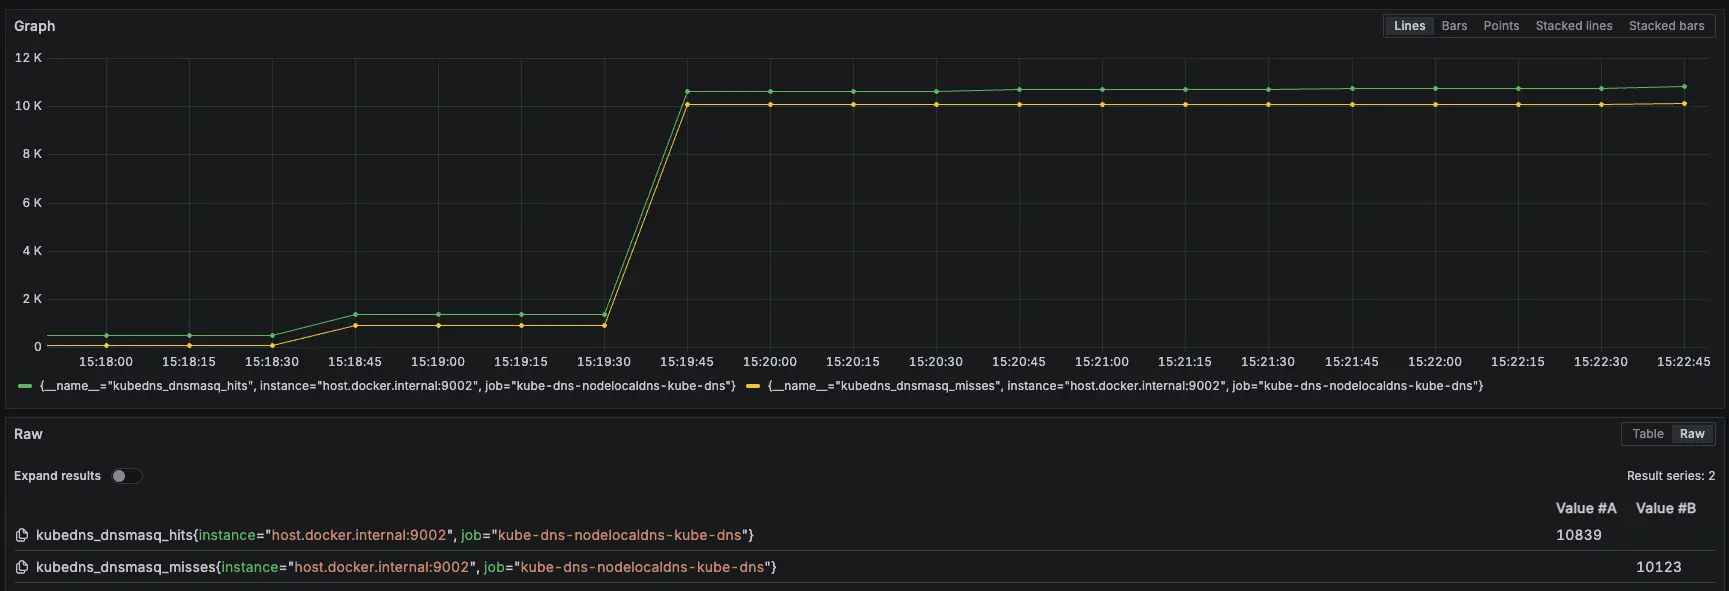 Graph
Lines Bars Points Stacked lines Stacked bars
12 K
10 K
8 K
6 K
4 K
2 K
0
15:18:00 15:18:15 15:18:30 15:18:45 15:19:00 15:19:15 15:19:30 15:19:45 15:20:00 15:20:15 15:20:30 15:20:45 15:21:00 15:21:15 15:21:30 15:21:45 15:22:00 15:22:15 15:22:30 15:22:45
{__name__="kubedns_dnsmasq_hits", instance="host.docker.internal:9002", job="kube-dns-nodelocaldns-kube-dns"} {__name__="kubedns_dnsmasq_misses", instance="host.docker.internal:9002", job="kube-dns-nodelocaldns-kube-dns"}
Raw
Table Raw
Expand results
Result series: 2
Value #A Value #B
kubedns_dnsmasq_hits{instance="host.docker.internal:9002", job="kube-dns-nodelocaldns-kube-dns"} 10839
kubedns_dnsmasq_misses{instance="host.docker.internal:9002", job="kube-dns-nodelocaldns-kube-dns"} 10123